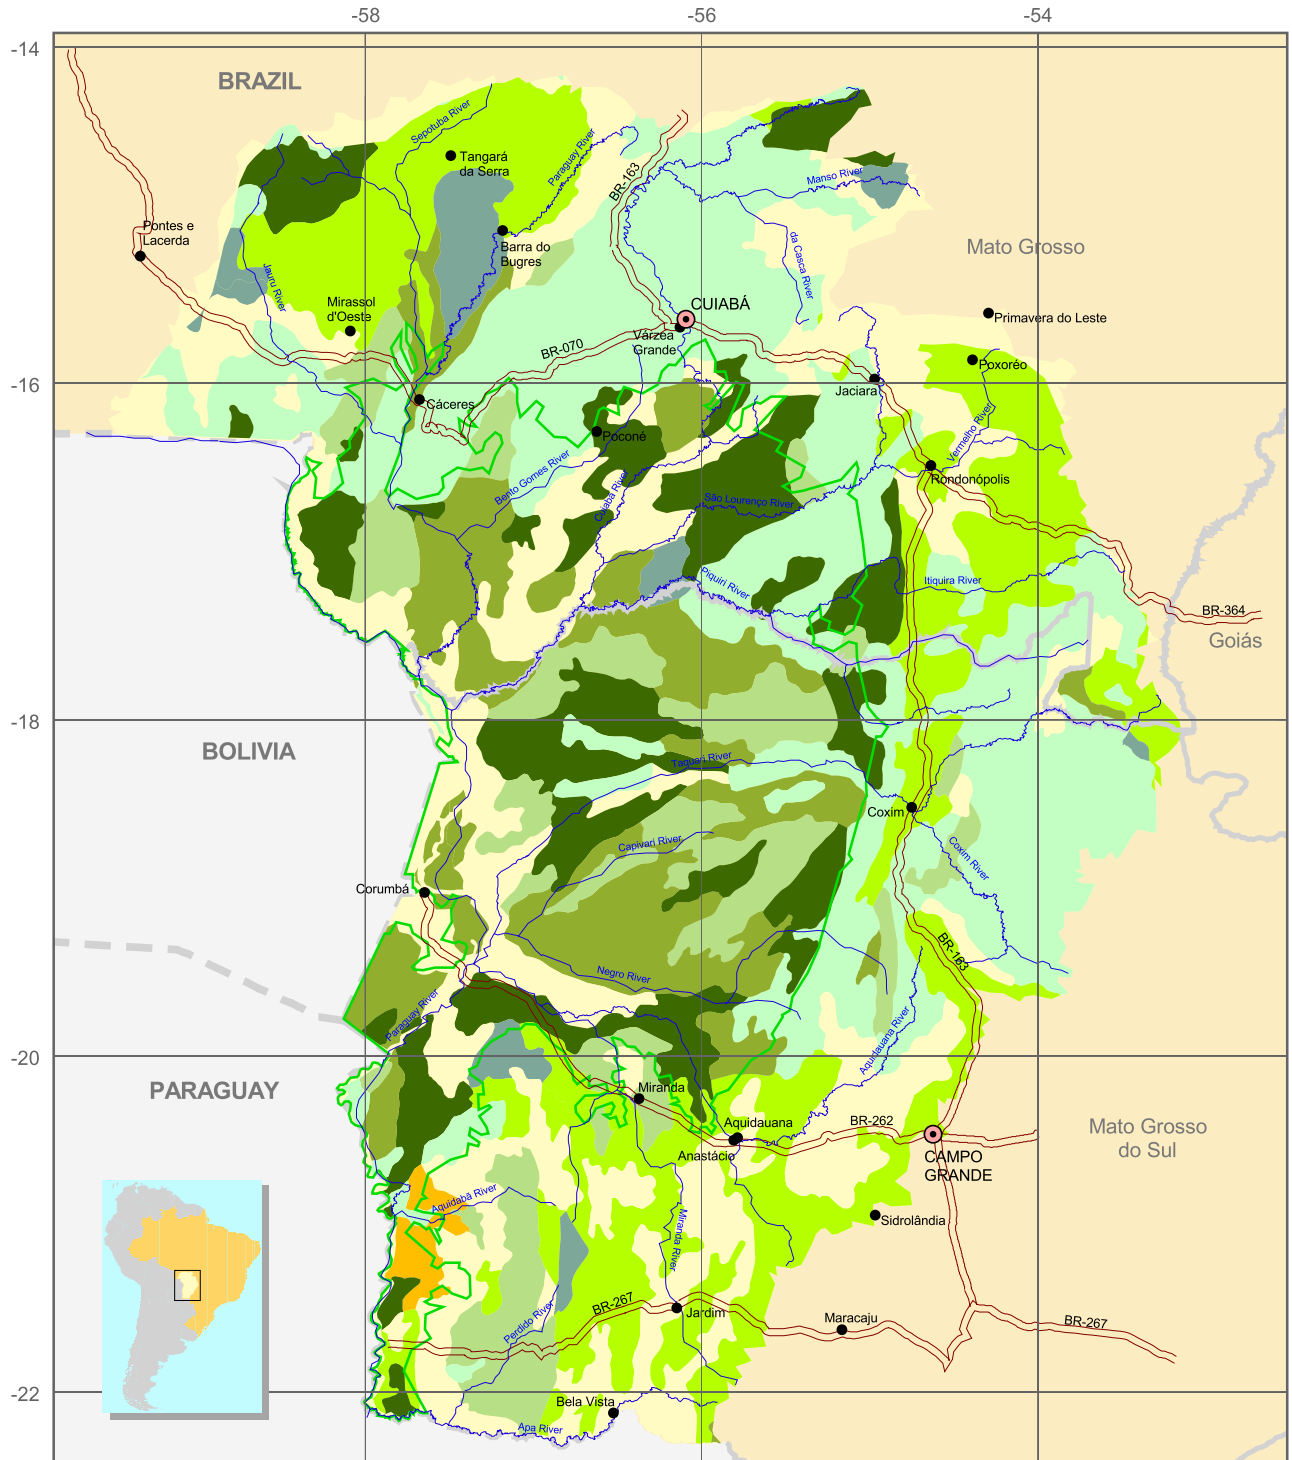 -58
-56
-54
-14
BRAZIL
Sepotuba River
Tangará
da Serra
Paraguay River
BR-163
Manso River
Pontes e
Lacerda
Barra do
Bugres
da Casca River
Mato Grosso
Jauru River
Mirassol
d'Oeste
CUIABÁ
Várzea
Grande
Primavera do Leste
BR-070
Poxoréo
-16
Jaciara
Cáceres
Poconé
Vermelho River
Bento Gomes River
Rondonópolis
Cuiabá River
São Lourenço River
Piquiri River
Itiquira River
BR-364
Goiás
-18
BOLIVIA
Taquari River
Coxim
Capivari River
Coxim River
Corumbá
BR-163
Negro River
Paraguay River
Aquidauana River
-20
PARAGUAY
Miranda
Aquidauana
BR-262
Mato Grosso
do Sul
Anastácio
CAMPO
GRANDE
Aquidabã River
Miranda River
Sidrolândia
BR-267
Perdido River
Jardim
Maracaju
BR-267
-22
Bela Vista
Apa River